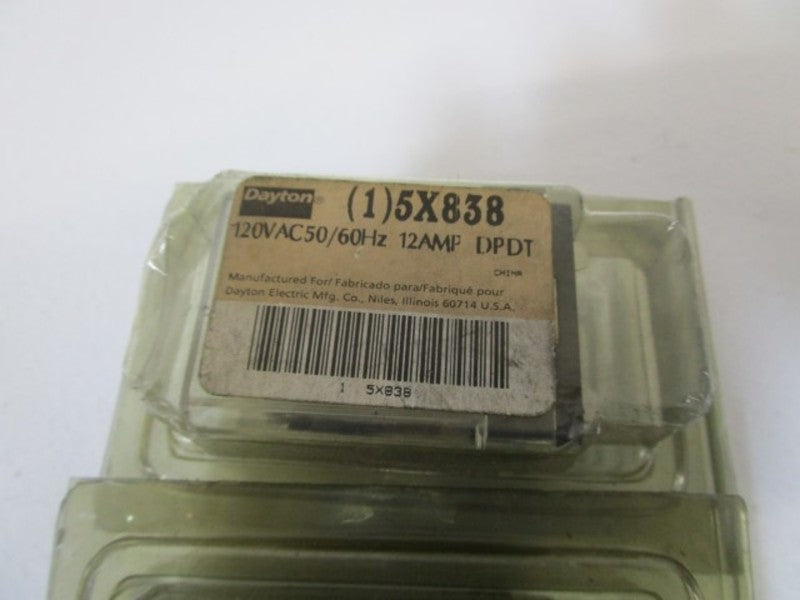 Dayton® (1)5X838
120VAC50/60Hz 12AMP DPDT
CHINA
Manufactured For/Fabricado para/Fabriqué pour
Dayton Electric Mfg. Co., Niles, Illinois 60714 U.S.A.
1 5X838